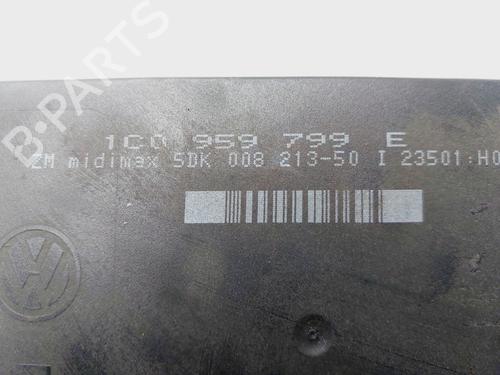 B-PARTS
1C0 959 799 E
ZM midimax 5DK 008 213-50 I 23501:H0